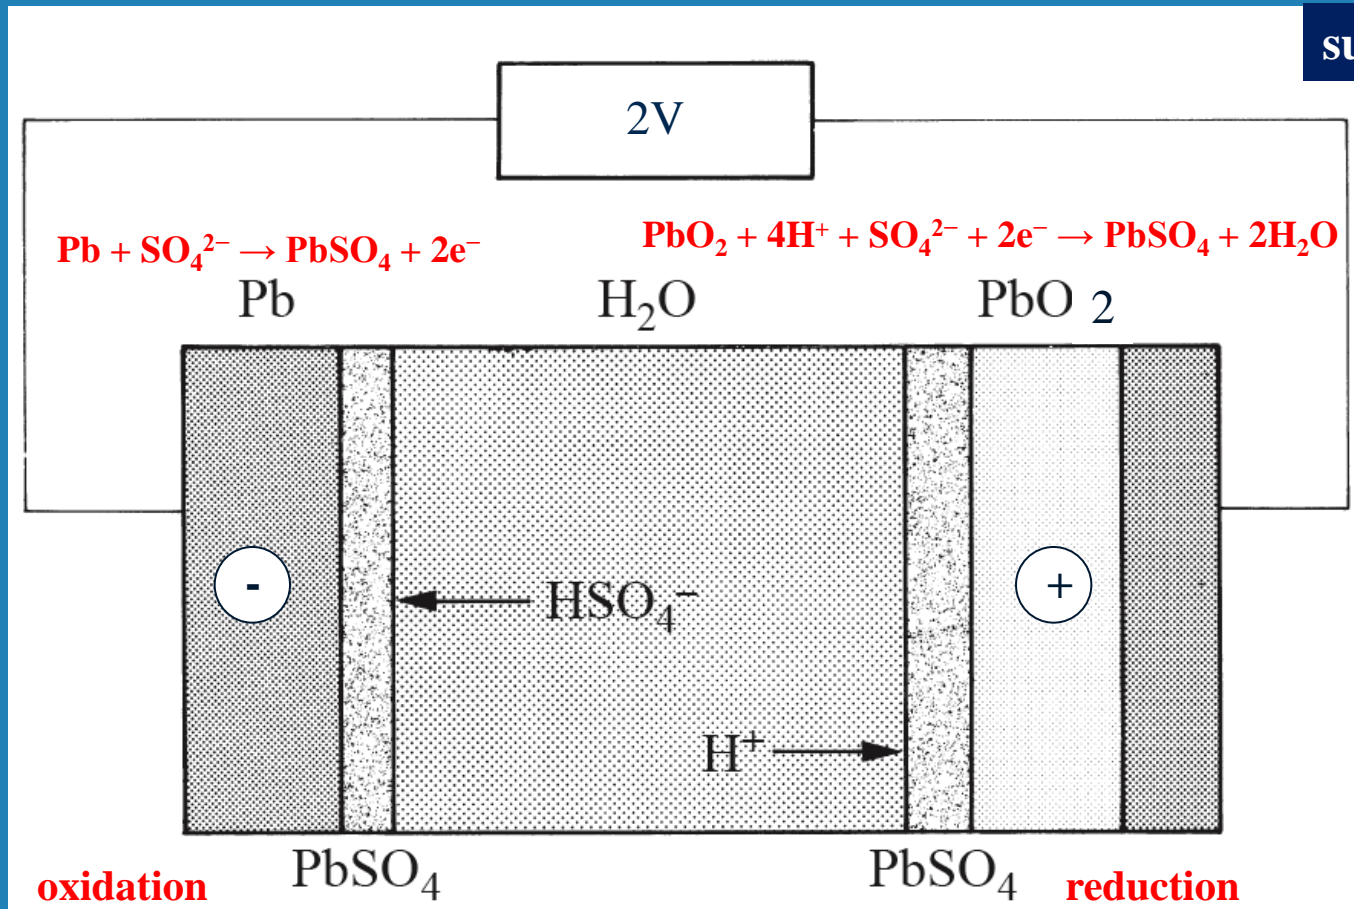 2V
Pb + SO₄²⁻ → PbSO₄ + 2e⁻
PbO₂ + 4H⁺ + SO₄²⁻ + 2e⁻ → PbSO₄ + 2H₂O
Pb H₂O PbO 2
- +
HSO₄⁻
H⁺
PbSO₄ PbSO₄
oxidation reduction